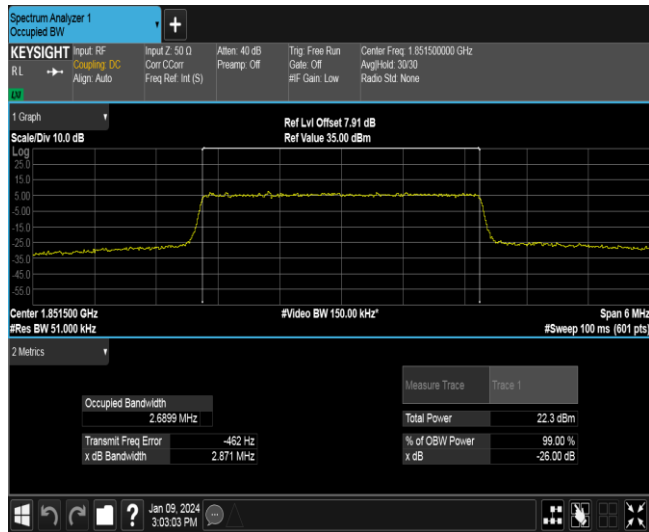 Spectrum Analyzer 1
Occupied BW
+
KEYSIGHT
RL
Input: RF
Coupling: DC
Align: Auto
Input Z: 50 Ω
Corr CCorr
Freq Ref: Int (S)
Atten: 40 dB
Preamp: Off
Trig: Free Run
Gate: Off
#IF Gain: Low
Center Freq: 1.851500000 GHz
Avg|Hold: 30/30
Radio Std: None
LXI
1 Graph
Scale/Div 10.0 dB
Ref Lvl Offset 7.91 dB
Ref Value 35.00 dBm
Log
25.0
15.0
5.00
-5.00
-15.0
-25.0
-35.0
-45.0
-55.0
Center 1.851500 GHz
#Video BW 150.00 kHz*
Span 6 MHz
#Res BW 51.000 kHz
#Sweep 100 ms (601 pts)
2 Metrics
Measure Trace Trace 1
Occupied Bandwidth
2.6899 MHz
Total Power 22.3 dBm
Transmit Freq Error -462 Hz
% of OBW Power 99.00 %
x dB Bandwidth 2.871 MHz
x dB -26.00 dB
?
Jan 09, 2024
3:03:03 PM